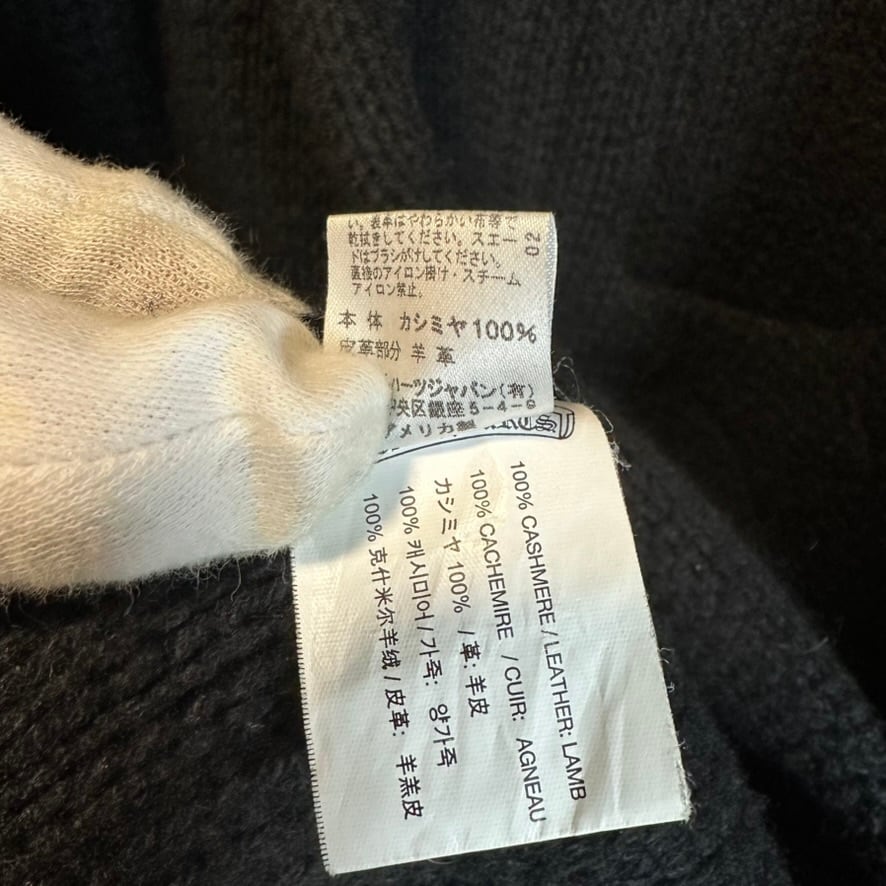 い。表革はやわらかい布等で
乾拭きしてください。スエー
ドはブラシがけしてください。
直後のアイロン掛け・スチーム
アイロン禁止。
20
本体 カシミヤ100%
皮革部分 羊革
ハーツジャパン(有)
中央区銀座5-4-9
アメリカ製
100% CASHMERE / LEATHER: LAMB
100% CACHEMIRE / CUIR: AGNEAU
カシミヤ 100% / 革: 羊皮
100% 캐시미어 / 가죽: 양가죽
100% 克什米尔羊绒 / 皮革: 羊羔皮